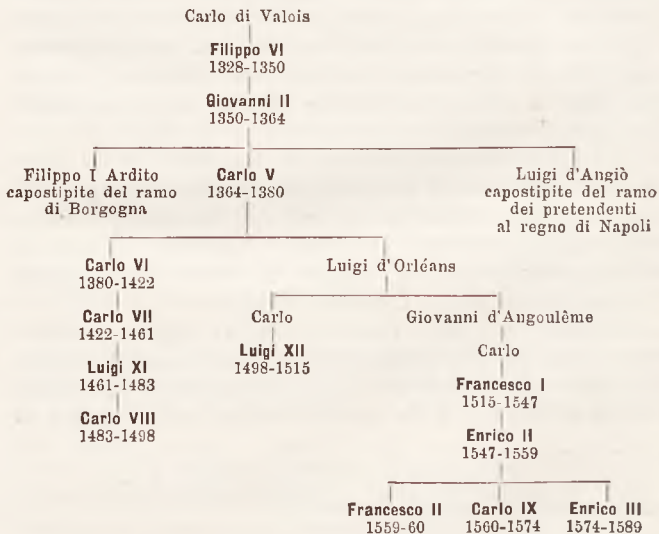 Carlo di Valois
Filippo VI
1328-1350
Giovanni II
1350-1364
Filippo I Ardito
capostipite del ramo
di Borgogna
Carlo V
1364-1380
Luigi d'Angiò
capostipite del ramo
dei pretendenti
al regno di Napoli
Carlo VI
1380-1422
Luigi d'Orléans
Carlo VII
1422-1461
Carlo
Giovanni d'Angoulême
Luigi XI
1461-1483
Luigi XII
1498-1515
Carlo
Carlo VIII
1483-1498
Francesco I
1515-1547
Enrico II
1547-1559
Francesco II
1559-60
Carlo IX
1560-1574
Enrico III
1574-1589